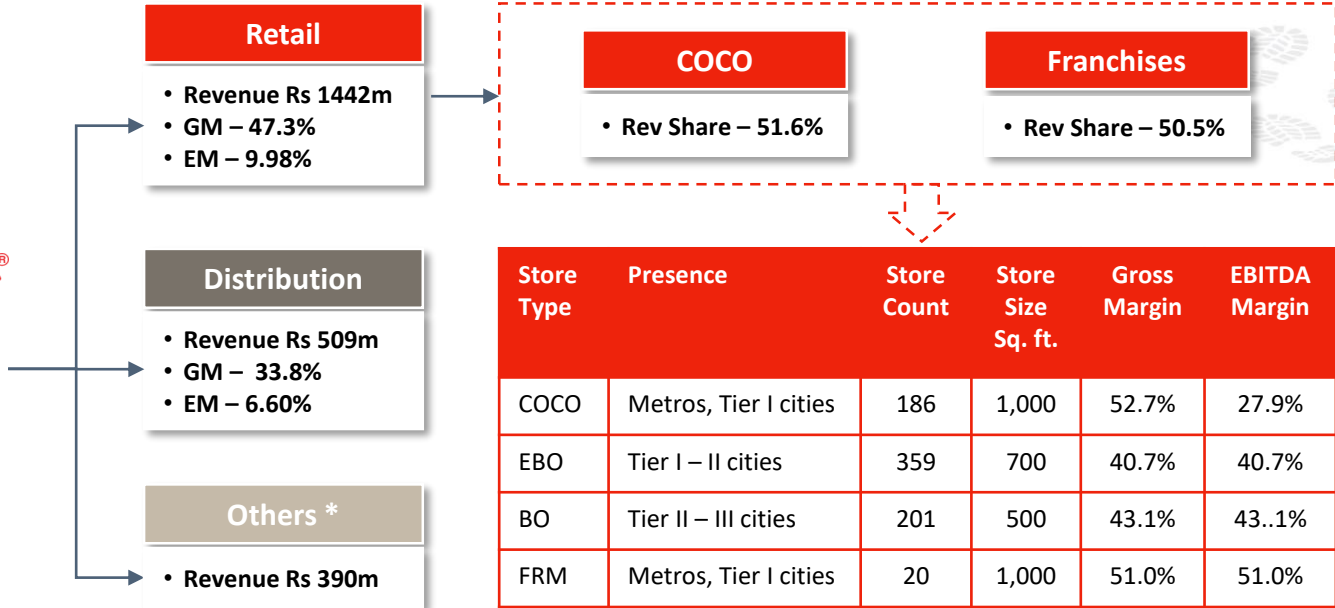 Retail
• Revenue Rs 1442m
• GM – 47.3%
• EM – 9.98%
COCO
• Rev Share – 51.6%
Franchises
• Rev Share – 50.5%
®
Distribution
• Revenue Rs 509m
• GM – 33.8%
• EM – 6.60%
Others *
• Revenue Rs 390m
Store Type Presence Store Count Store Size Sq. ft. Gross Margin EBITDA Margin
COCO Metros, Tier I cities 186 1,000 52.7% 27.9%
EBO Tier I – II cities 359 700 40.7% 40.7%
BO Tier II – III cities 201 500 43.1% 43..1%
FRM Metros, Tier I cities 20 1,000 51.0% 51.0%